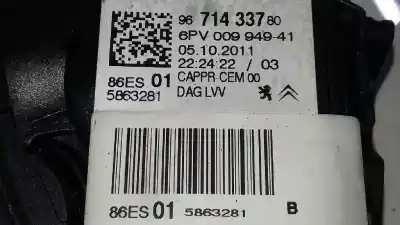 96 714 337 80
6PV 009 949-41
05.10.2011
22:24:22 / 03
86ES 01 CAPPR CEM 00
5863281 DAG LVV
86ES 01 5863281 B